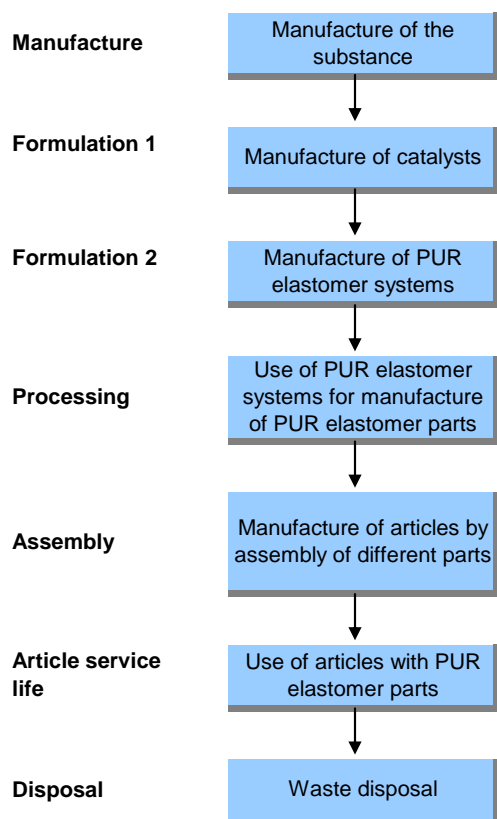 Manufacture
Manufacture of the
substance
Formulation 1
Manufacture of catalysts
Formulation 2
Manufacture of PUR
elastomer systems
Processing
Use of PUR elastomer
systems for manufacture
of PUR elastomer parts
Assembly
Manufacture of articles by
assembly of different parts
Article service
life
Use of articles with PUR
elastomer parts
Disposal
Waste disposal